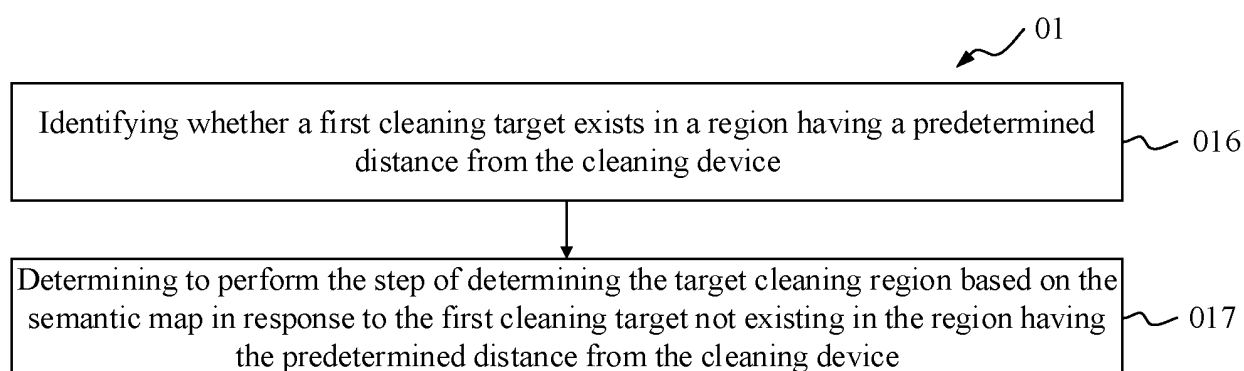 01
Identifying whether a first cleaning target exists in a region having a predetermined
distance from the cleaning device
016
Determining to perform the step of determining the target cleaning region based on the
semantic map in response to the first cleaning target not existing in the region having
the predetermined distance from the cleaning device
017